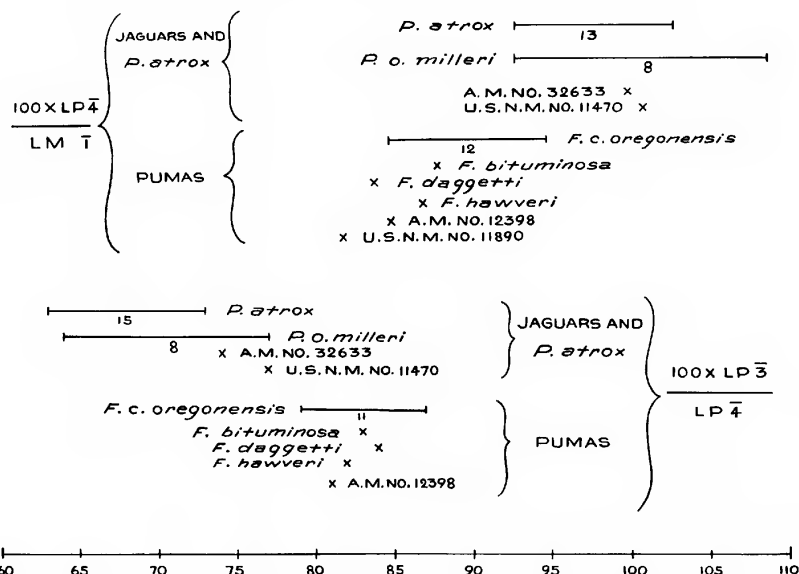 P. atrox
13
JAGUARS AND
P. atrox
P. o. milleri
8
A.M. NO. 32633 x
U.S.N.M. NO. 11470 x
100 X LP4̅
LM 1̅
F. c. oregonensis
12
PUMAS
x F. bituminosa
x F. daggetti
x F. hawveri
x A.M. NO. 12398
x U.S.N.M. NO. 11890
P. atrox
15
P. o. milleri
8
x A.M. NO. 32633
x U.S.N.M. NO. 11470
JAGUARS AND
P. atrox
100 X LP3̅
LP4̅
F. c. oregonensis
11
F. bituminosa x
F. daggetti x
F. hawveri x
x A.M. NO. 12398
PUMAS
60 65 70 75 80 85 90 95 100 105 110